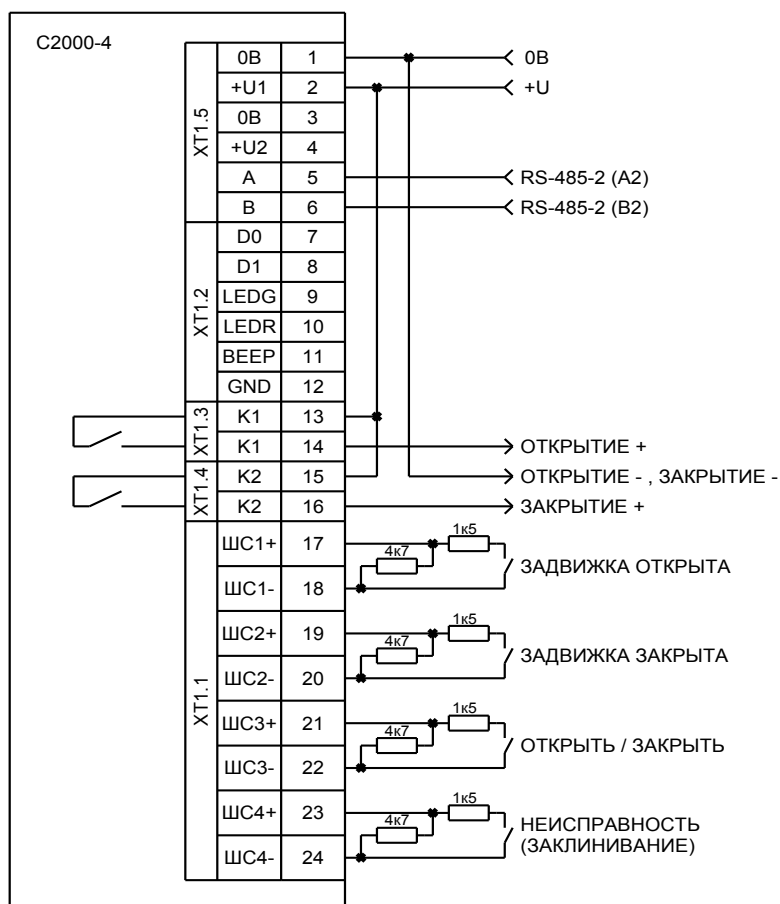 С2000-4
XT1.5
0В 1 0В
+U1 2 +U
0В 3
+U2 4
A 5 RS-485-2 (A2)
B 6 RS-485-2 (B2)
XT1.2
D0 7
D1 8
LEDG 9
LEDR 10
BEEP 11
GND 12
XT1.3
K1 13
K1 14 ОТКРЫТИЕ +
XT1.4
K2 15 ОТКРЫТИЕ - , ЗАКРЫТИЕ -
K2 16 ЗАКРЫТИЕ +
XT1.1
ШС1+ 17 4к7 1к5
ЗАДВИЖКА ОТКРЫТА
ШС1- 18
ШС2+ 19 4к7 1к5
ЗАДВИЖКА ЗАКРЫТА
ШС2- 20
ШС3+ 21 4к7 1к5
ОТКРЫТЬ / ЗАКРЫТЬ
ШС3- 22
ШС4+ 23 4к7 1к5
НЕИСПРАВНОСТЬ
(ЗАКЛИНИВАНИЕ)
ШС4- 24